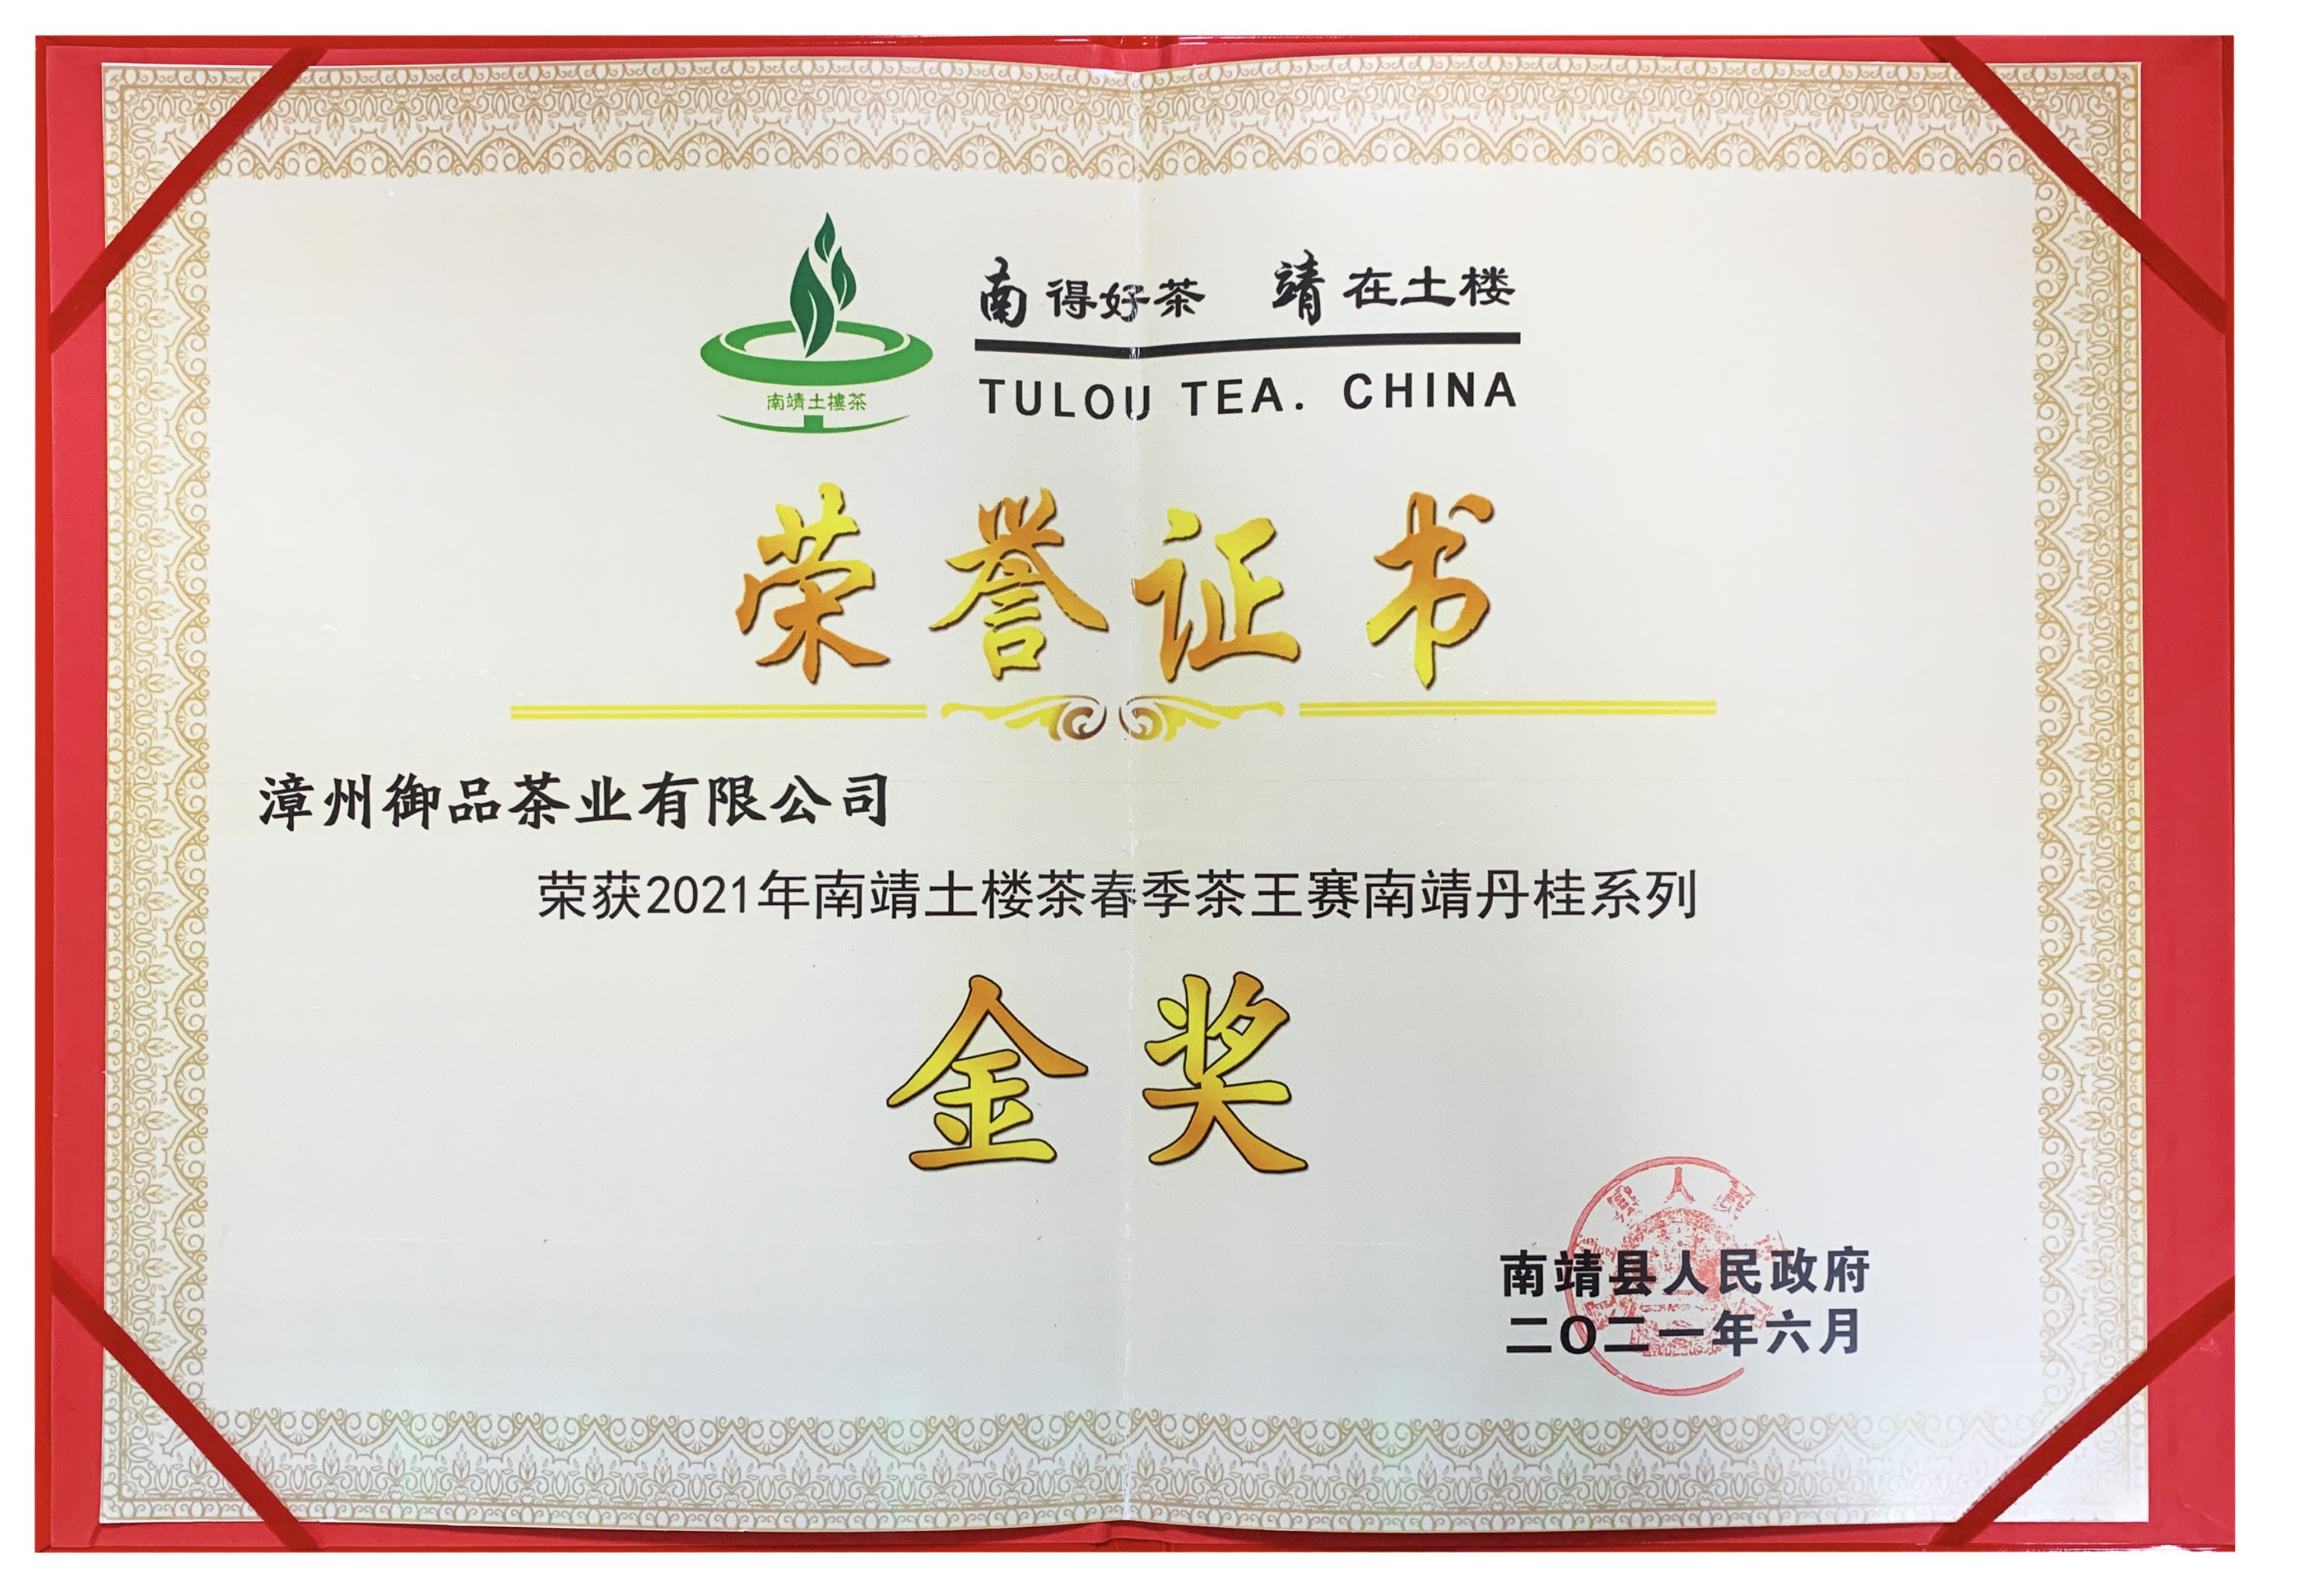 南得好茶 靖在土楼
TULOU TEA. CHINA
南靖土樓茶
荣誉证书
漳州御品茶业有限公司
荣获2021年南靖土楼茶春季茶王赛南靖丹桂系列
金奖
南靖县人民政府
二〇二一年六月